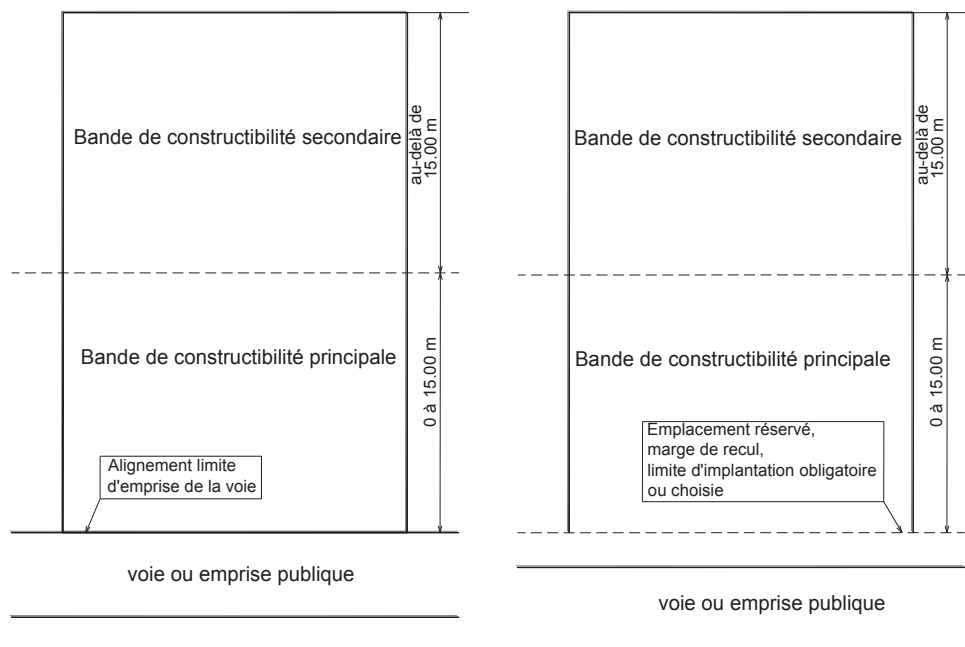 Bande de constructibilité secondaire
au-delà de
15.00 m
Bande de constructibilité principale
0 à 15.00 m
Alignement limite
d'emprise de la voie
voie ou emprise publique
Bande de constructibilité secondaire
au-delà de
15.00 m
Bande de constructibilité principale
0 à 15.00 m
Emplacement réservé,
marge de recul,
limite d'implantation obligatoire
ou choisie
voie ou emprise publique